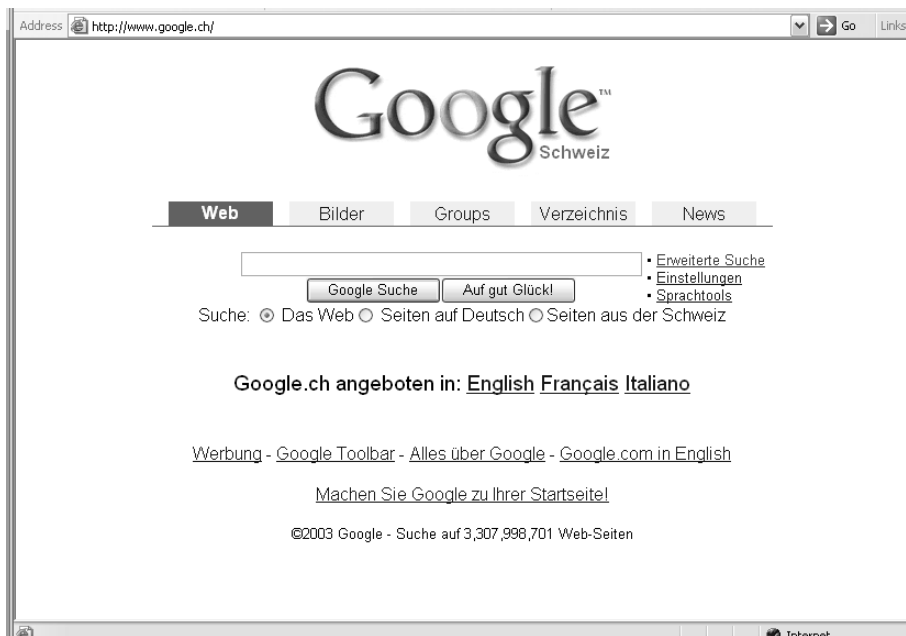 Address http://www.google.ch/ Go Links
Google™
Schweiz
Web Bilder Groups Verzeichnis News
Erweiterte Suche
Einstellungen
Sprachtools
Google Suche Auf gut Glück!
Suche: Das Web Seiten auf Deutsch Seiten aus der Schweiz
Google.ch angeboten in: English Français Italiano
Werbung - Google Toolbar - Alles über Google - Google.com in English
Machen Sie Google zu Ihrer Startseite!
©2003 Google - Suche auf 3,307,998,701 Web-Seiten
Internet